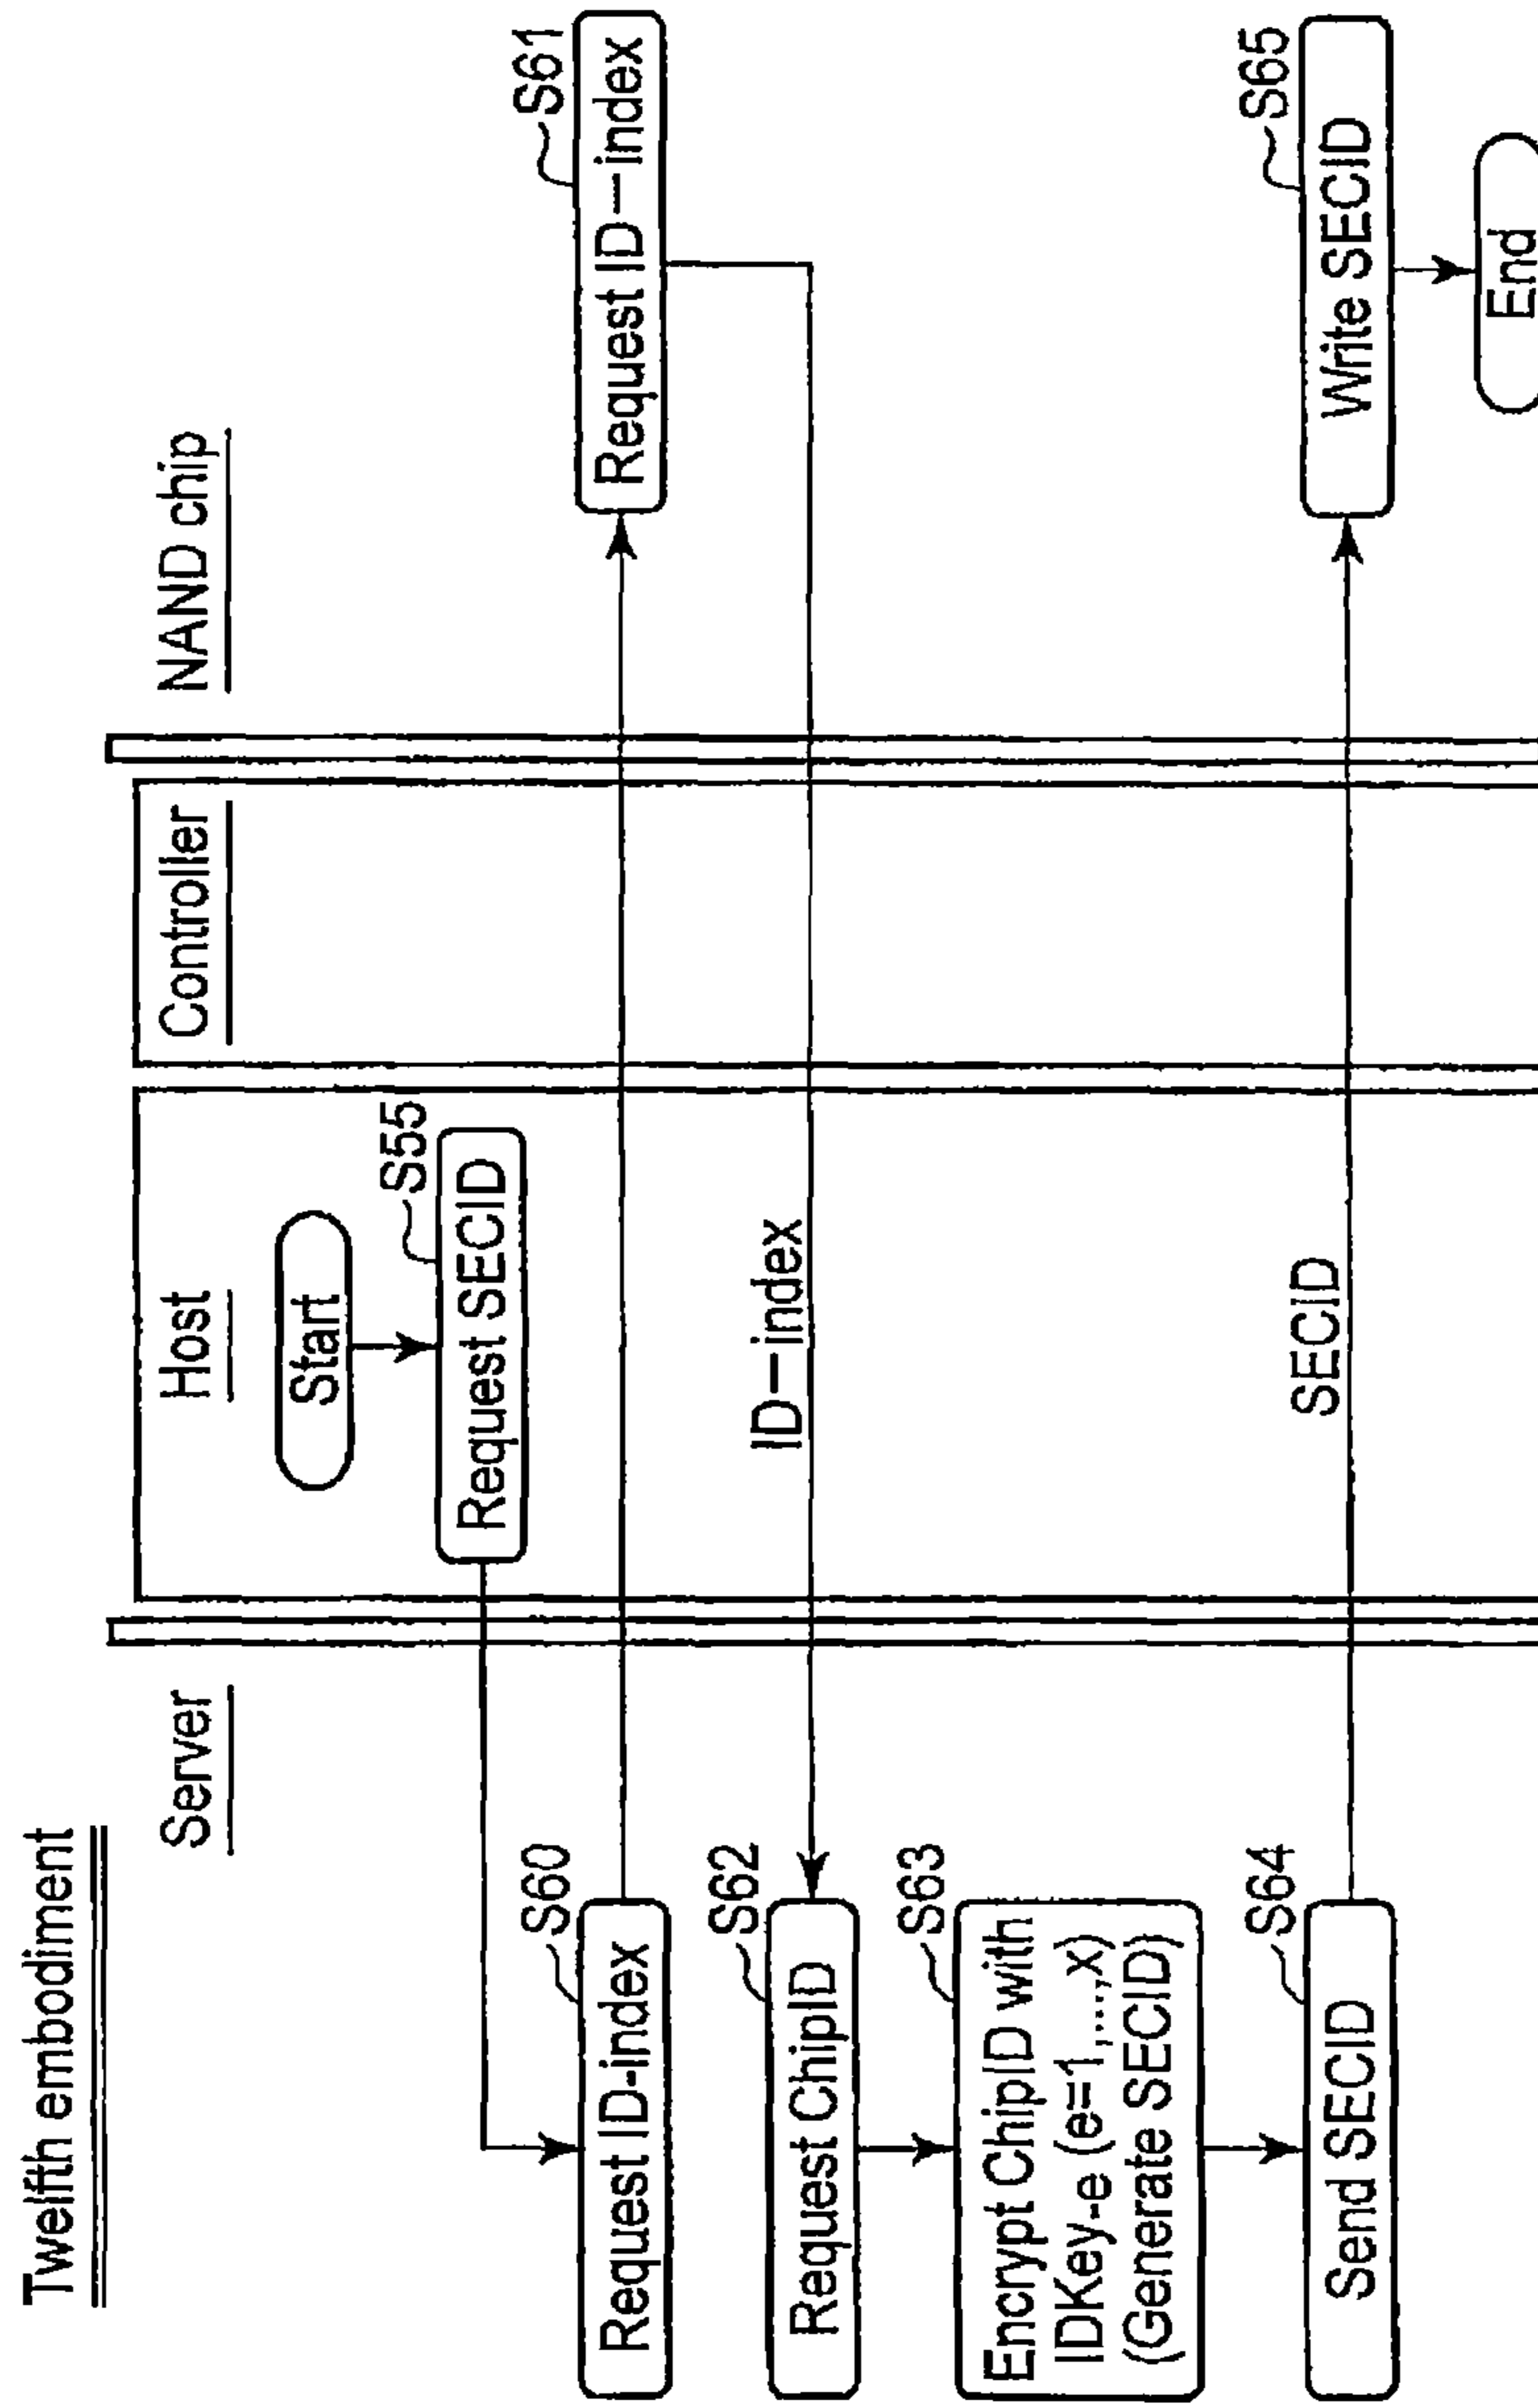 Twelfth embodiment
Server
Host
Controller
NAND chip
Start
S55
Request SECID
S60
Request ID-index
S61
Request ID−index
ID−index
S62
Request ChipID
S63
Encrypt ChipID with
IDKey-e (e=1,...,x)
(Generate SECID)
S64
Send SECID
SECID
S65
Write SECID
End